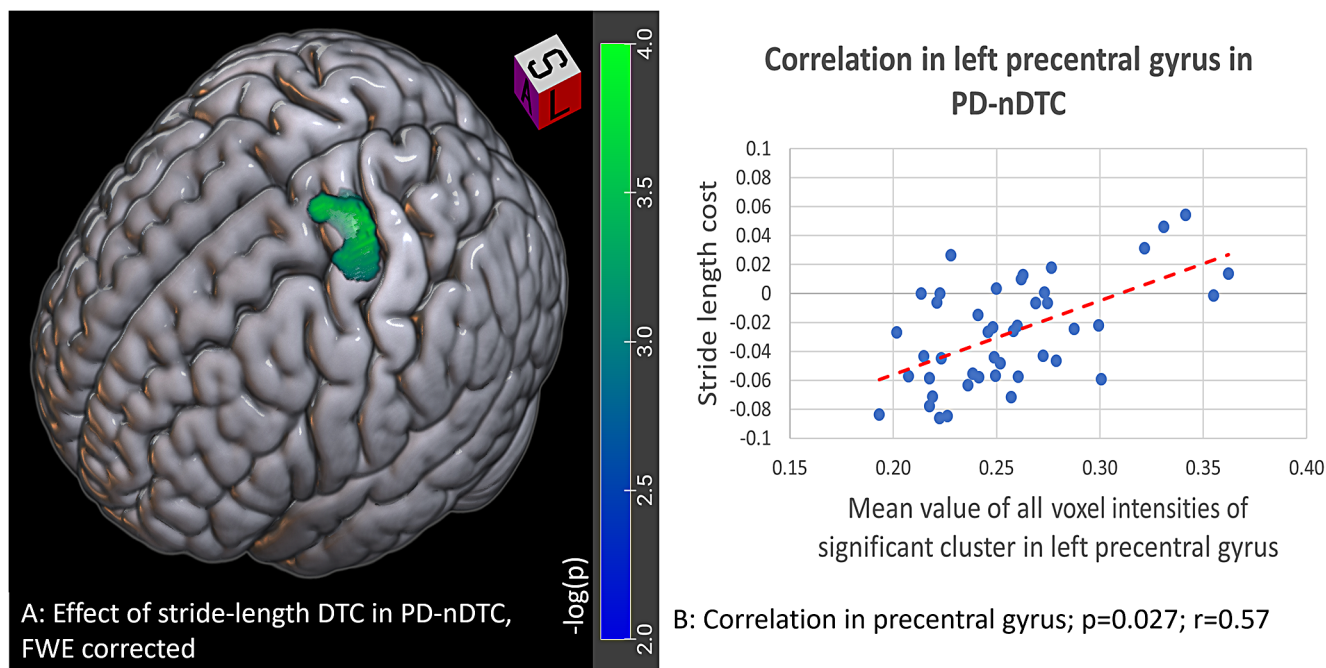 S
A
L
4.0
3.5
3.0
2.5
2.0
-log(p)
A: Effect of stride-length DTC in PD-nDTC,
FWE corrected
Correlation in left precentral gyrus in
PD-nDTC
Stride length cost
0.1
0.08
0.06
0.04
0.02
0
-0.02
-0.04
-0.06
-0.08
-0.1
0.15 0.20 0.25 0.30 0.35 0.40
Mean value of all voxel intensities of
significant cluster in left precentral gyrus
B: Correlation in precentral gyrus; p=0.027; r=0.57